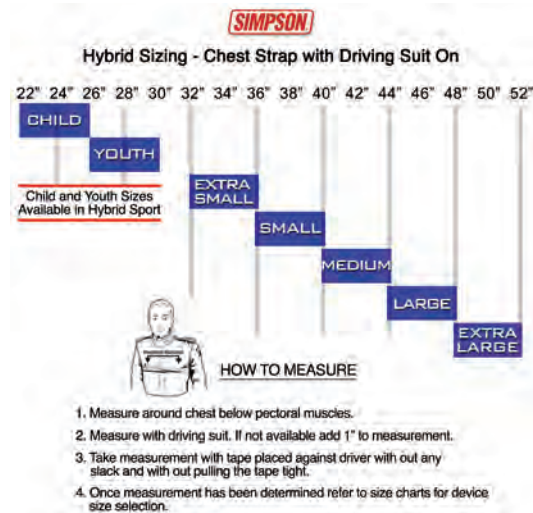 SIMPSON
Hybrid Sizing - Chest Strap with Driving Suit On
22" 24" 26" 28" 30" 32" 34" 36" 38" 40" 42" 44" 46" 48" 50" 52"
CHILD
YOUTH
Child and Youth Sizes
Available in Hybrid Sport
EXTRA
SMALL
SMALL
MEDIUM
LARGE
EXTRA
LARGE
HOW TO MEASURE
1. Measure around chest below pectoral muscles.
2. Measure with driving suit. If not available add 1" to measurement.
3. Take measurement with tape placed against driver with out any
slack and with out pulling the tape tight.
4. Once measurement has been determined refer to size charts for device
size selection.